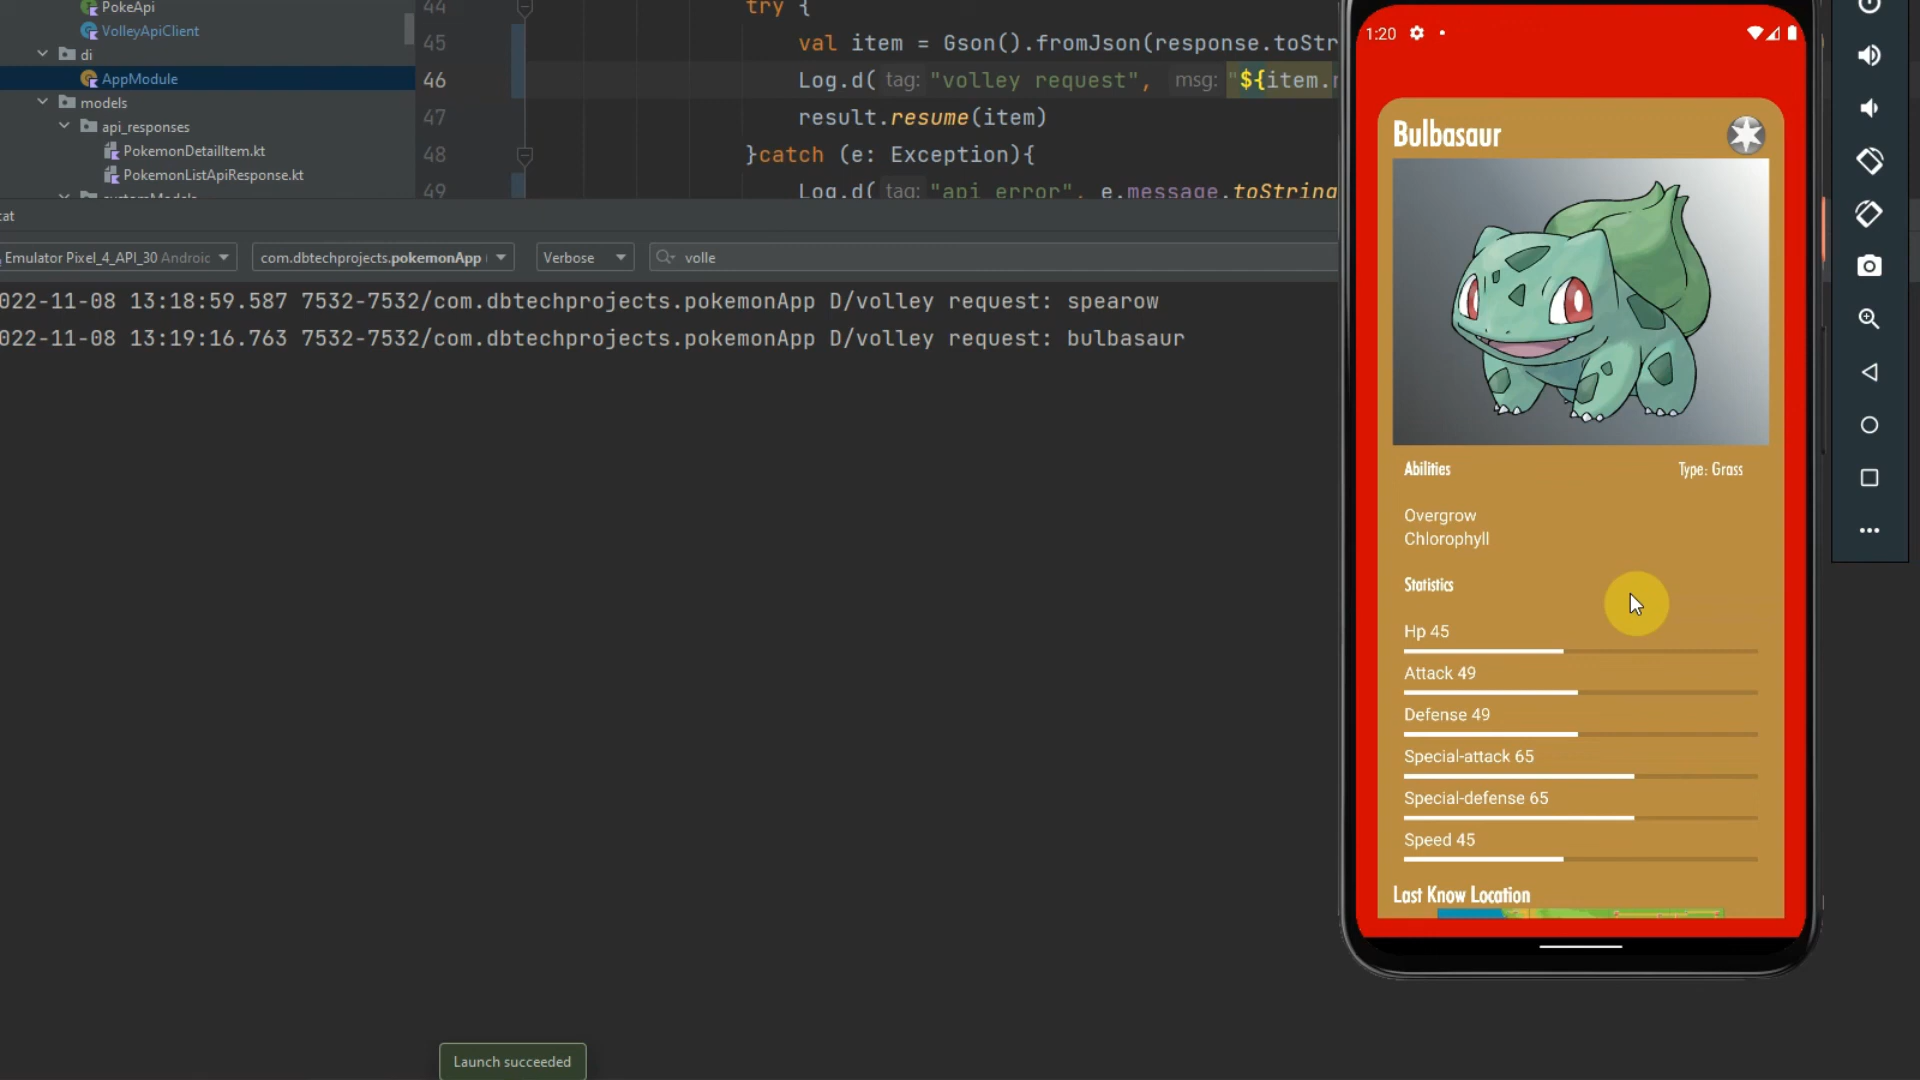 PokeApi
VolleyApiClient
di
AppModule
models
api_responses
PokemonDetailItem.kt
PokemonListApiResponse.kt
44 try {
45 val item = Gson().fromJson(response.toStr
46 Log.d( tag: "volley request", msg: "${item.
47 result.resume(item)
48 }catch (e: Exception){
49 Log.d( tag: "api error", e.message.toString
cat
Emulator Pixel_4_API_30 Androic com.dbtechprojects.pokemonApp Verbose volle
022-11-08 13:18:59.587 7532-7532/com.dbtechprojects.pokemonApp D/volley request: spearow
022-11-08 13:19:16.763 7532-7532/com.dbtechprojects.pokemonApp D/volley request: bulbasaur
Launch succeeded
1:20
Bulbasaur
Abilities Type: Grass
Overgrow
Chlorophyll
Statistics
Hp 45
Attack 49
Defense 49
Special-attack 65
Special-defense 65
Speed 45
Last Know Location